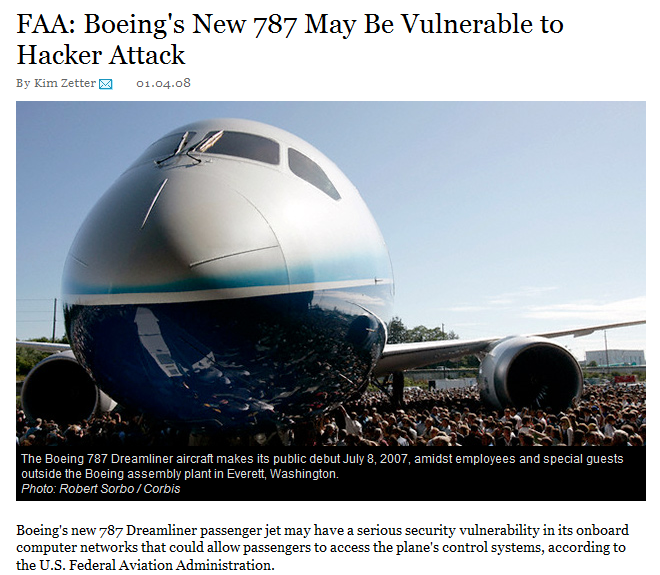 FAA: Boeing's New 787 May Be Vulnerable to
Hacker Attack
By Kim Zetter 01.04.08
The Boeing 787 Dreamliner aircraft makes its public debut July 8, 2007, amidst employees and special guests
outside the Boeing assembly plant in Everett, Washington.
Photo: Robert Sorbo / Corbis
Boeing's new 787 Dreamliner passenger jet may have a serious security vulnerability in its onboard
computer networks that could allow passengers to access the plane's control systems, according to
the U.S. Federal Aviation Administration.